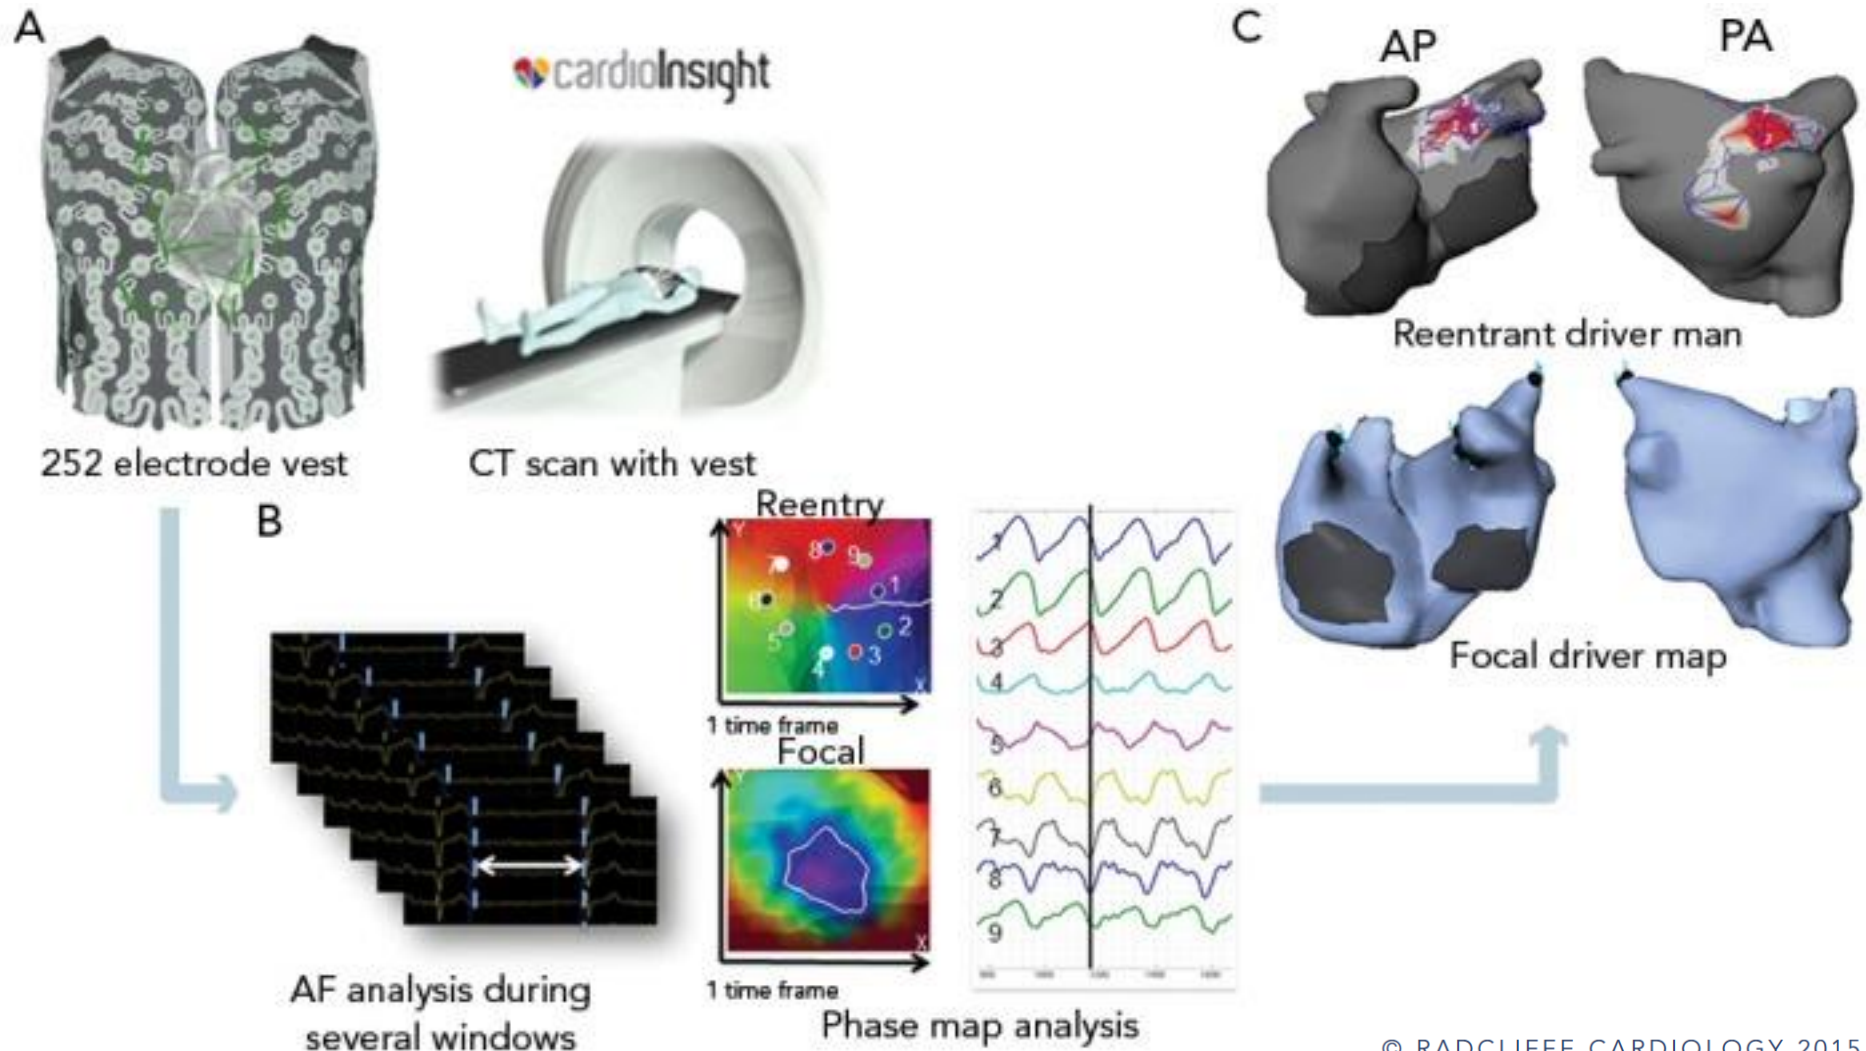 A
cardioInsight
252 electrode vest
CT scan with vest
B
AF analysis during
several windows
Reentry
Y
7
8
9
6
1
5
2
4
3
X
1 time frame
Focal
Y
X
1 time frame
1
2
3
4
5
6
7
8
9
Phase map analysis
C
AP
PA
Reentrant driver man
Focal driver map
© RADCLIFFE CARDIOLOGY 2015